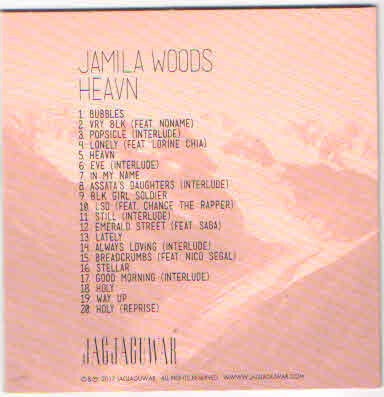 JAMILA WOODS
HEAVN
1. BUBBLES
2. VRY BLK (FEAT NONAME)
3. POPSICLE (INTERLUDE)
4. LONELY (FEAT LORINE CHIA)
5. HEAVN
6. EVE (INTERLUDE)
7. IN MY NAME
8. ASSATA'S DAUGHTERS (INTERLUDE)
9. BLK GIRL SOLDIER
10. LSD (FEAT. CHANCE THE RAPPER)
11. STILL (INTERLUDE)
12. EMERALD STREET (FEAT SABA)
13. LATELY
14. ALWAYS LOVING (INTERLUDE)
15. BREADCRUMBS (FEAT NICO SEGAL)
16. STELLAR
17. GOOD MORNING (INTERLUDE)
18. HOLY
19. WAY UP
20. HOLY (REPRISE)
JAGJAGUWAR
©&℗ 2017 JAGJAGUWAR. ALL RIGHTS RESERVED. WWW.JAGJAGUWAR.COM